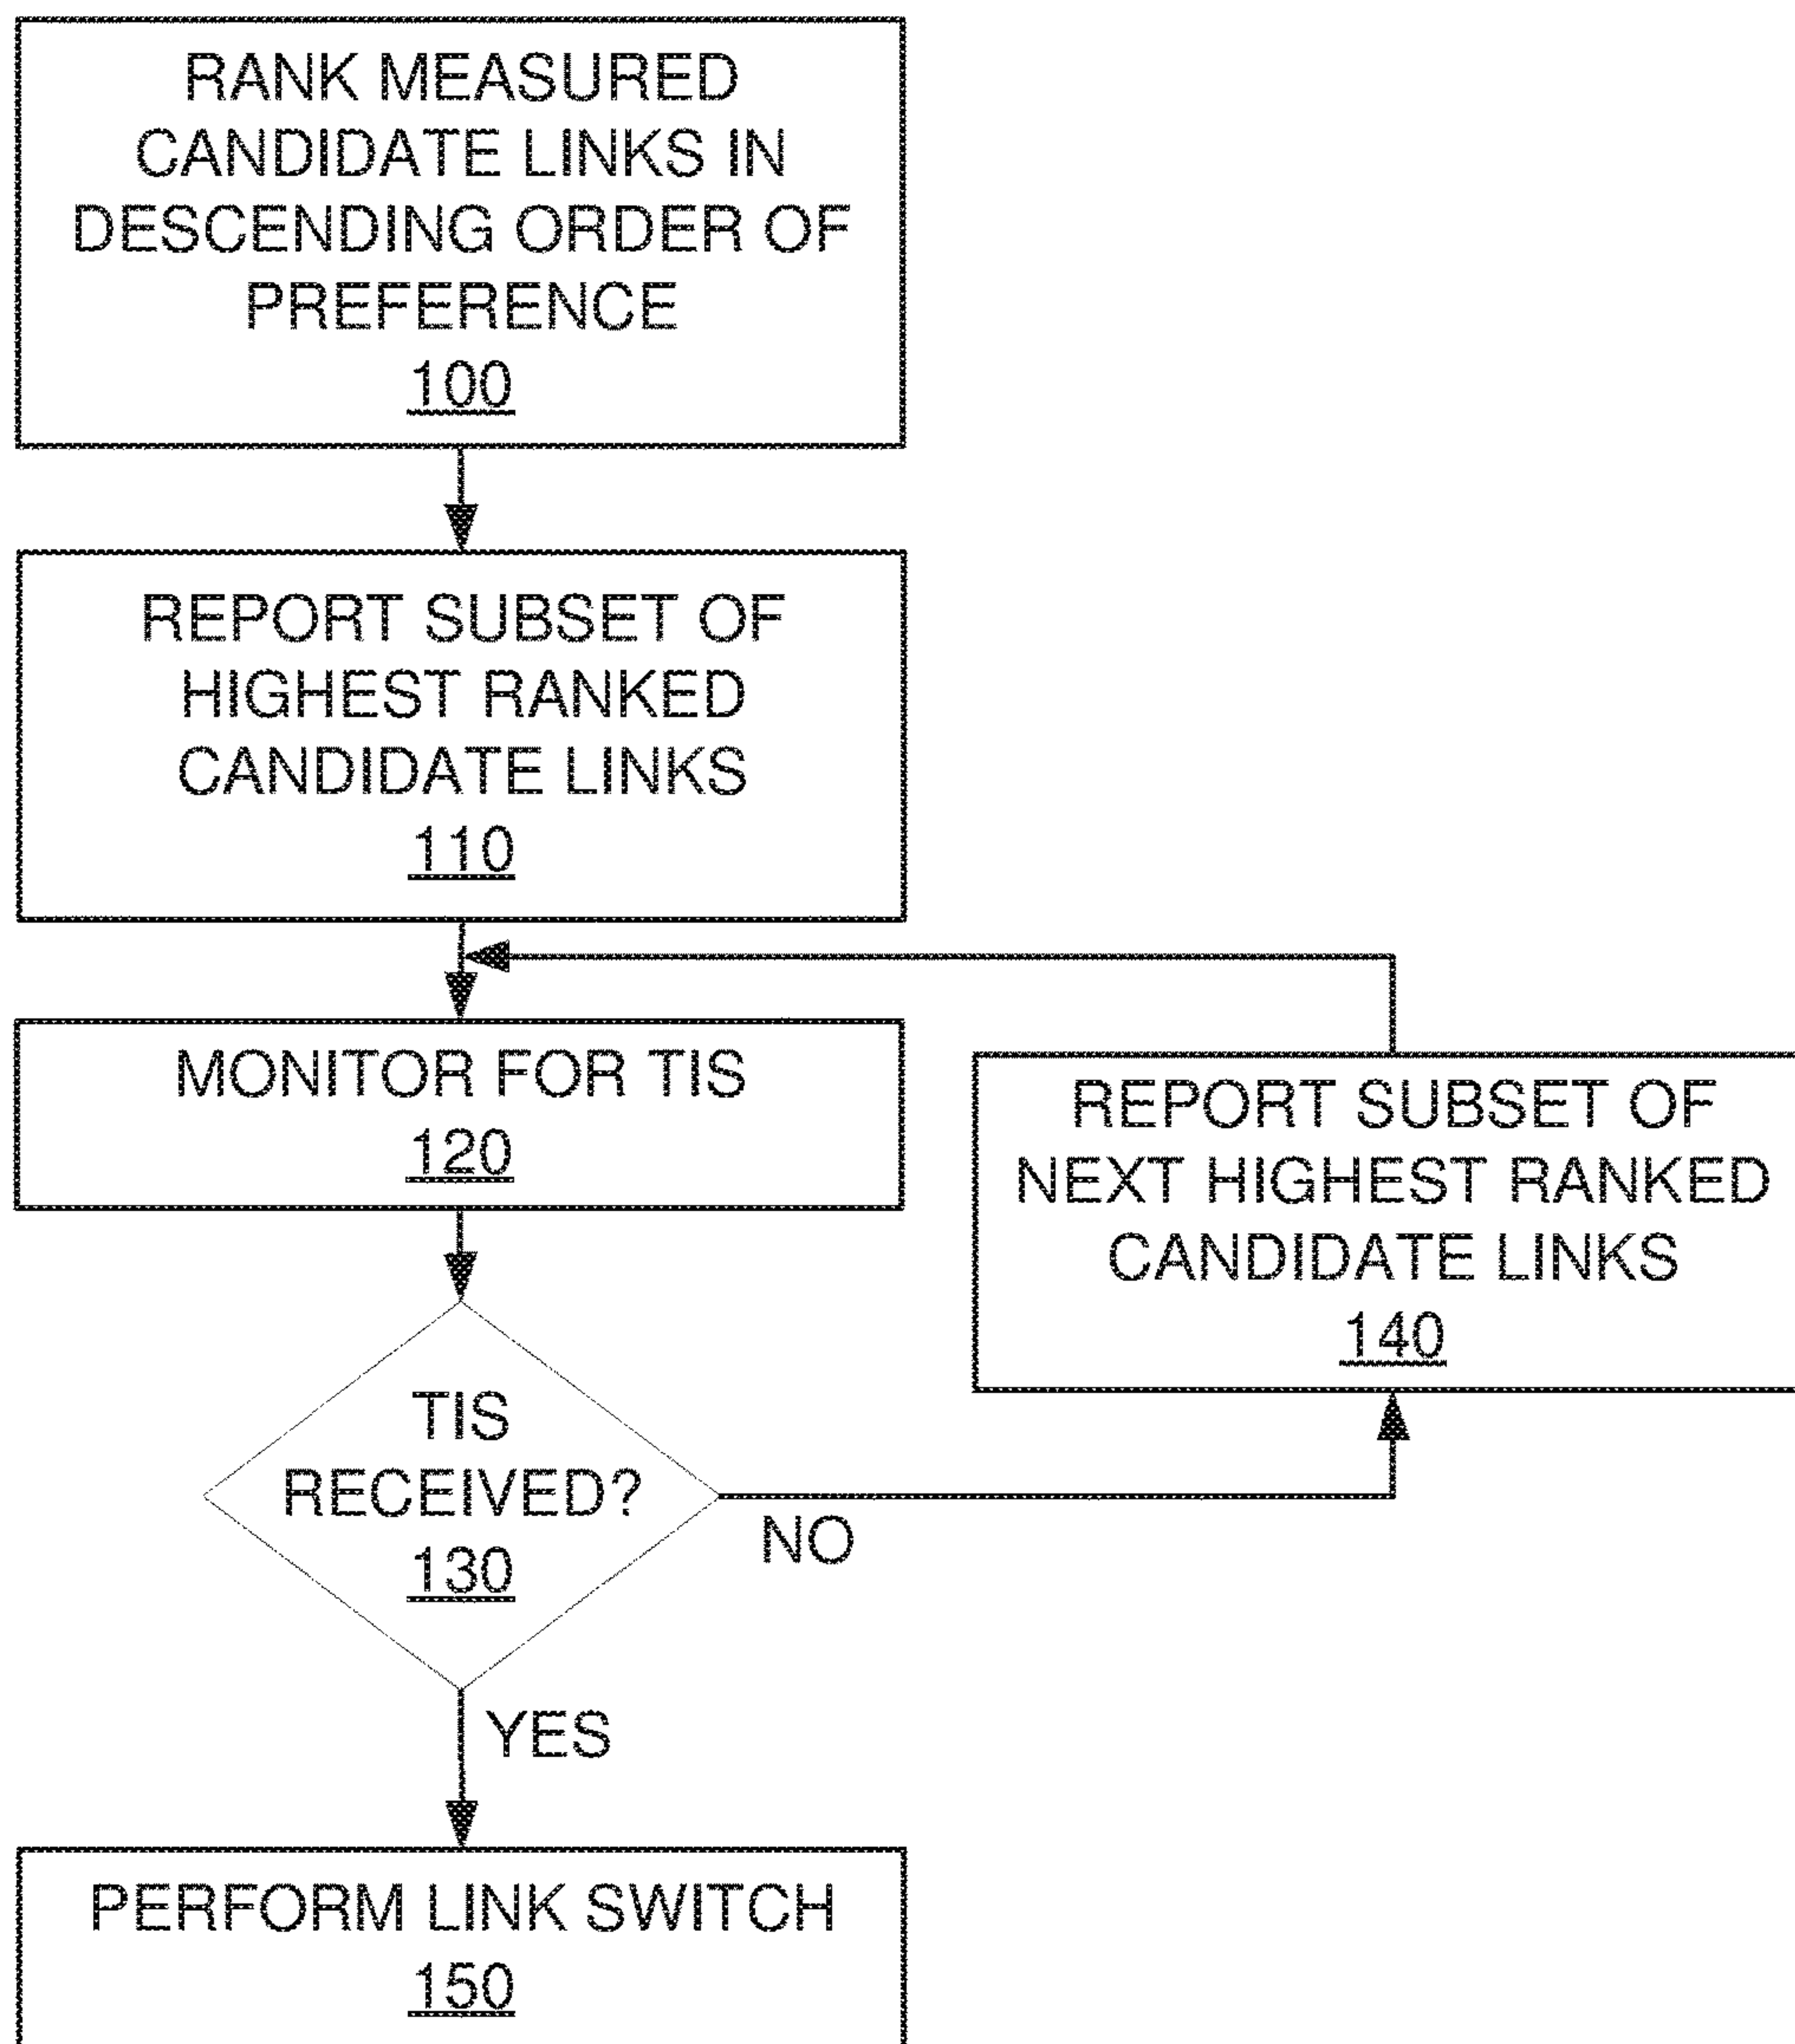 RANK MEASURED
CANDIDATE LINKS IN
DESCENDING ORDER OF
PREFERENCE
100
REPORT SUBSET OF
HIGHEST RANKED
CANDIDATE LINKS
110
MONITOR FOR TIS
120
REPORT SUBSET OF
NEXT HIGHEST RANKED
CANDIDATE LINKS
140
TIS
RECEIVED?
130
NO
YES
PERFORM LINK SWITCH
150